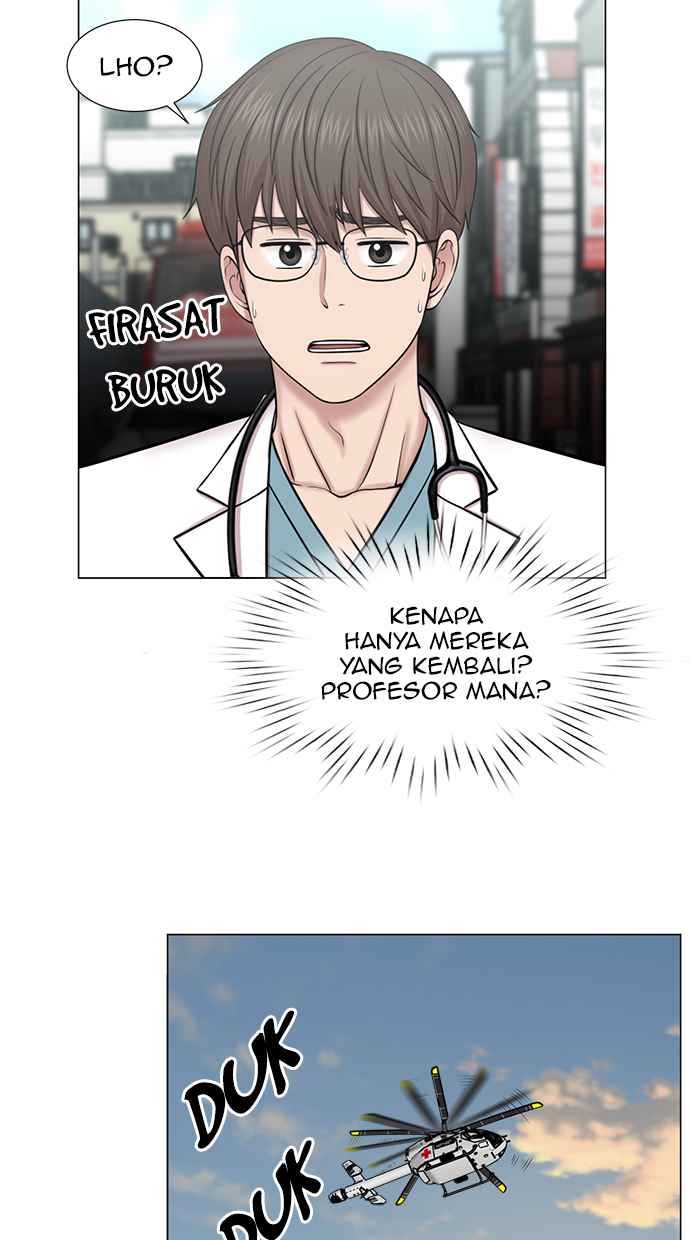 LHO?
FIRASAT
BURUK
KENAPA
HANYA MEREKA
YANG KEMBALI?
PROFESOR MANA?
DUK
DUK